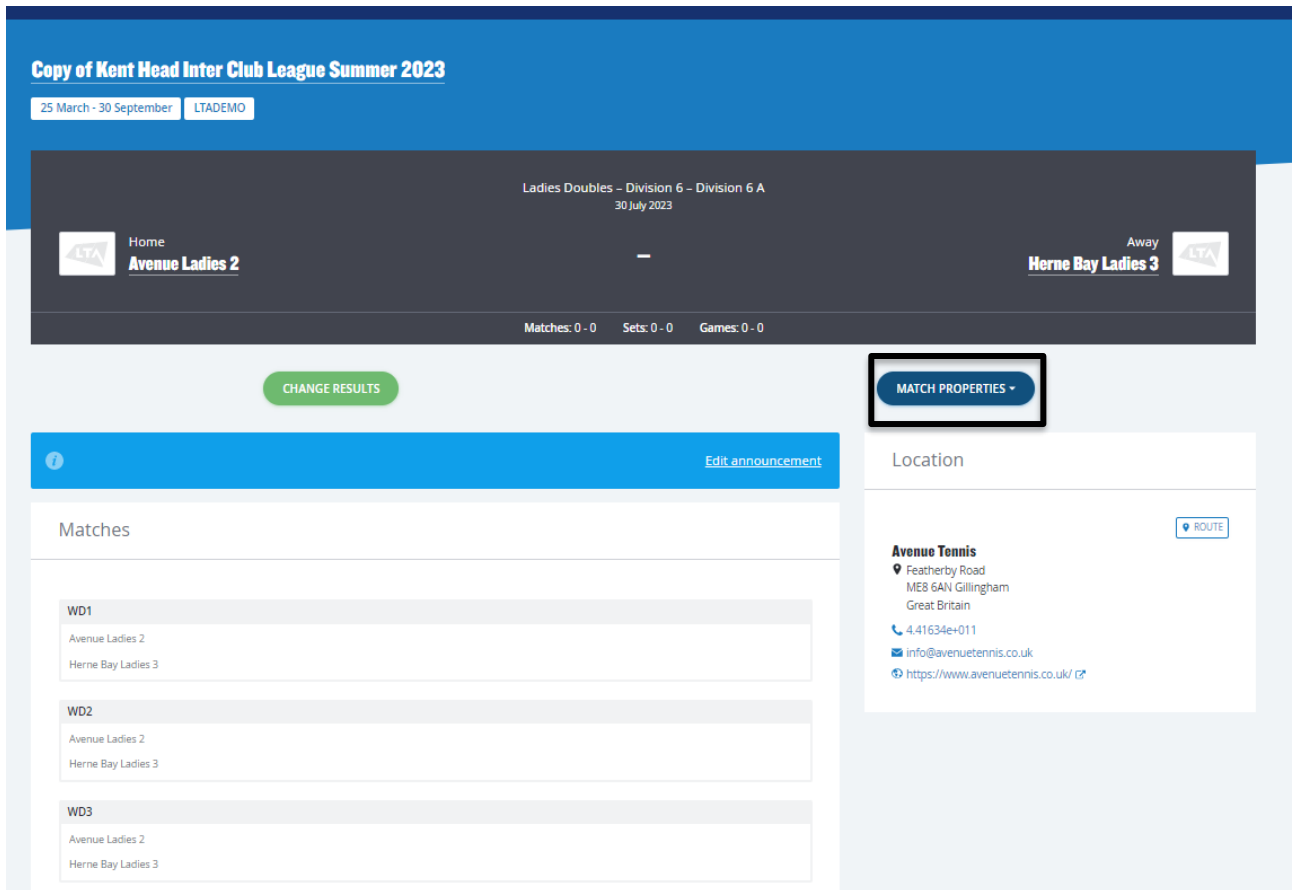 Copy of Kent Head Inter Club League Summer 2023
25 March - 30 September LTADEMO
Ladies Doubles – Division 6 – Division 6 A
30 July 2023
LTA
Home
Avenue Ladies 2
–
Away
Herne Bay Ladies 3
LTA
Matches: 0 - 0 Sets: 0 - 0 Games: 0 - 0
CHANGE RESULTS
MATCH PROPERTIES
Edit announcement
Matches
WD1
Avenue Ladies 2
Herne Bay Ladies 3
WD2
Avenue Ladies 2
Herne Bay Ladies 3
WD3
Avenue Ladies 2
Herne Bay Ladies 3
Location
ROUTE
Avenue Tennis
Featherby Road
ME8 6AN Gillingham
Great Britain
4.41634e+011
info@avenuetennis.co.uk
https://www.avenuetennis.co.uk/